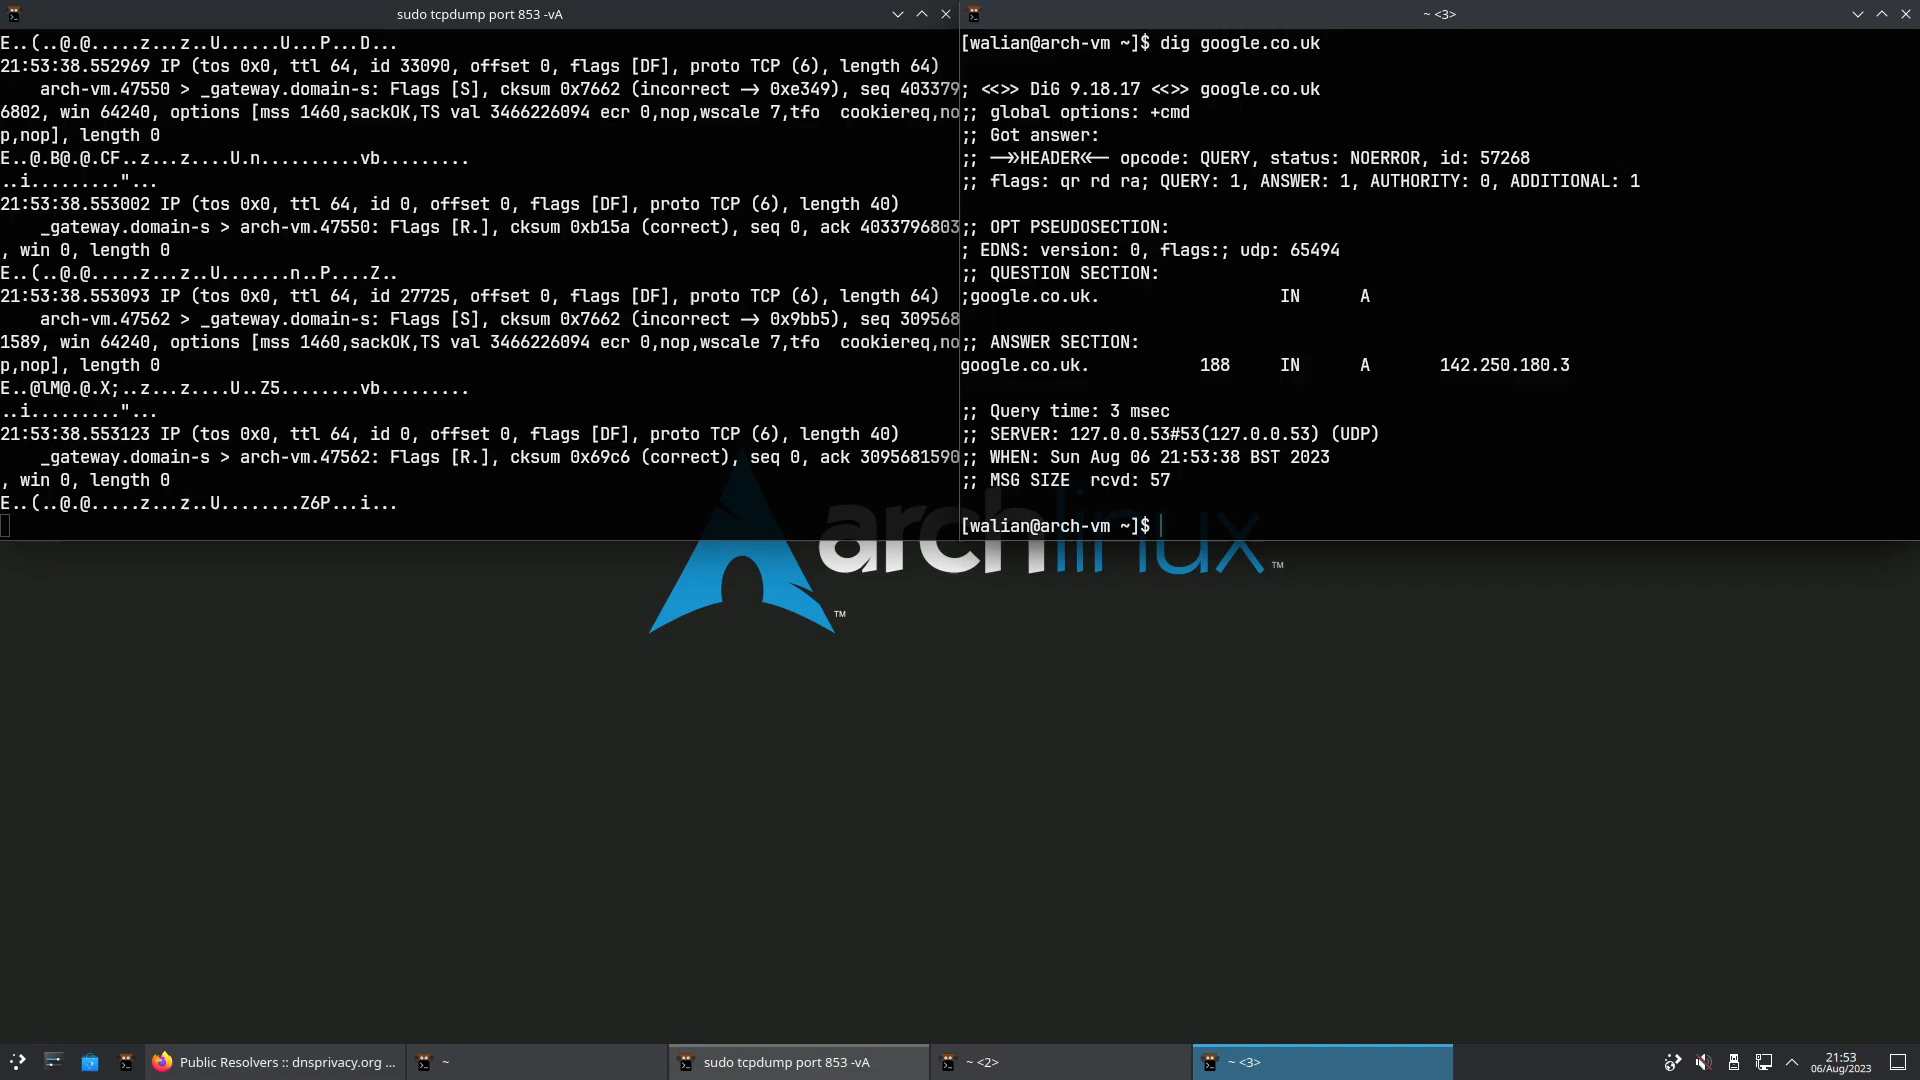 sudo tcpdump port 853 -vA
E..(..@.@.....z...z..U......U...P...D...
21:53:38.552969 IP (tos 0x0, ttl 64, id 33090, offset 0, flags [DF], proto TCP (6), length 64)
    arch-vm.47550 > _gateway.domain-s: Flags [S], cksum 0x7662 (incorrect -> 0xe349), seq 403379
6802, win 64240, options [mss 1460,sackOK,TS val 3466226094 ecr 0,nop,wscale 7,tfo  cookiereq,no
p,nop], length 0
E..@.B@.@.CF..z...z....U.n..........vb.........
..i........."...
21:53:38.553002 IP (tos 0x0, ttl 64, id 0, offset 0, flags [DF], proto TCP (6), length 40)
    _gateway.domain-s > arch-vm.47550: Flags [R.], cksum 0xb15a (correct), seq 0, ack 4033796803
, win 0, length 0
E..(..@.@.....z...z..U.......n..P....Z..
21:53:38.553093 IP (tos 0x0, ttl 64, id 27725, offset 0, flags [DF], proto TCP (6), length 64)
    arch-vm.47562 > _gateway.domain-s: Flags [S], cksum 0x7662 (incorrect -> 0x9bb5), seq 309568
1589, win 64240, options [mss 1460,sackOK,TS val 3466226094 ecr 0,nop,wscale 7,tfo  cookiereq,no
p,nop], length 0
E..@lM@.@.X;..z...z....U..Z5........vb.........
..i........."...
21:53:38.553123 IP (tos 0x0, ttl 64, id 0, offset 0, flags [DF], proto TCP (6), length 40)
    _gateway.domain-s > arch-vm.47562: Flags [R.], cksum 0x69c6 (correct), seq 0, ack 3095681590
, win 0, length 0
E..(..@.@.....z...z..U........Z6P...i...
~ <3>
[walian@arch-vm ~]$ dig google.co.uk
; <<>> DiG 9.18.17 <<>> google.co.uk
;; global options: +cmd
;; Got answer:
;; ->>HEADER<<- opcode: QUERY, status: NOERROR, id: 57268
;; flags: qr rd ra; QUERY: 1, ANSWER: 1, AUTHORITY: 0, ADDITIONAL: 1
;; OPT PSEUDOSECTION:
; EDNS: version: 0, flags:; udp: 65494
;; QUESTION SECTION:
;google.co.uk.                  IN      A
;; ANSWER SECTION:
google.co.uk.           188     IN      A       142.250.180.3
;; Query time: 3 msec
;; SERVER: 127.0.0.53#53(127.0.0.53) (UDP)
;; WHEN: Sun Aug 06 21:53:38 BST 2023
;; MSG SIZE  rcvd: 57
[walian@arch-vm ~]$
archlinux™
™
Public Resolvers :: dnsprivacy.org ...
~
sudo tcpdump port 853 -vA
~ <2>
~ <3>
21:53
06/Aug/2023